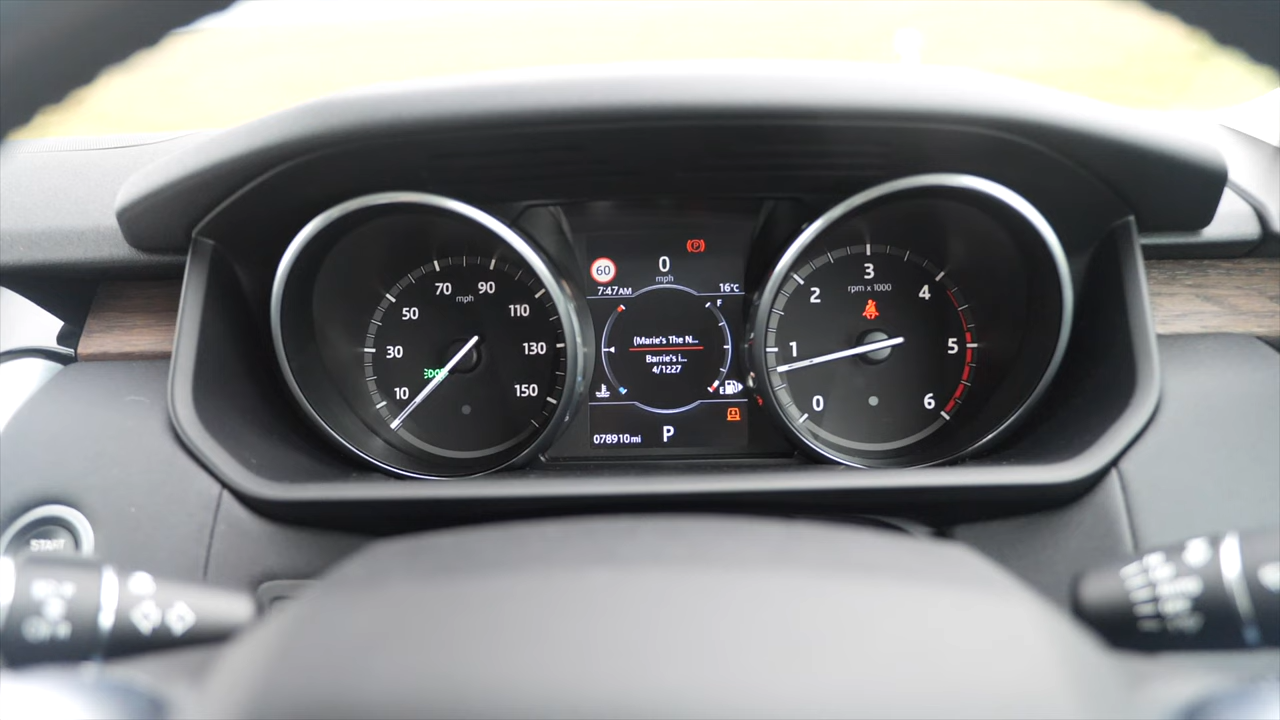 10
30
50
70
90
110
130
150
mph
60
0
mph
7:47AM
16°C
(Marie's The N...
Barrie's i...
4/1227
F
E
078910mi
P
0
1
2
3
4
5
6
rpm x 1000
START